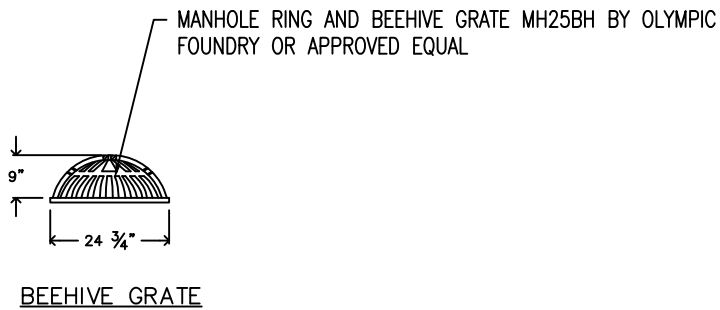 MANHOLE RING AND BEEHIVE GRATE MH25BH BY OLYMPIC
FOUNDRY OR APPROVED EQUAL
9"
24 3/4"
BEEHIVE GRATE